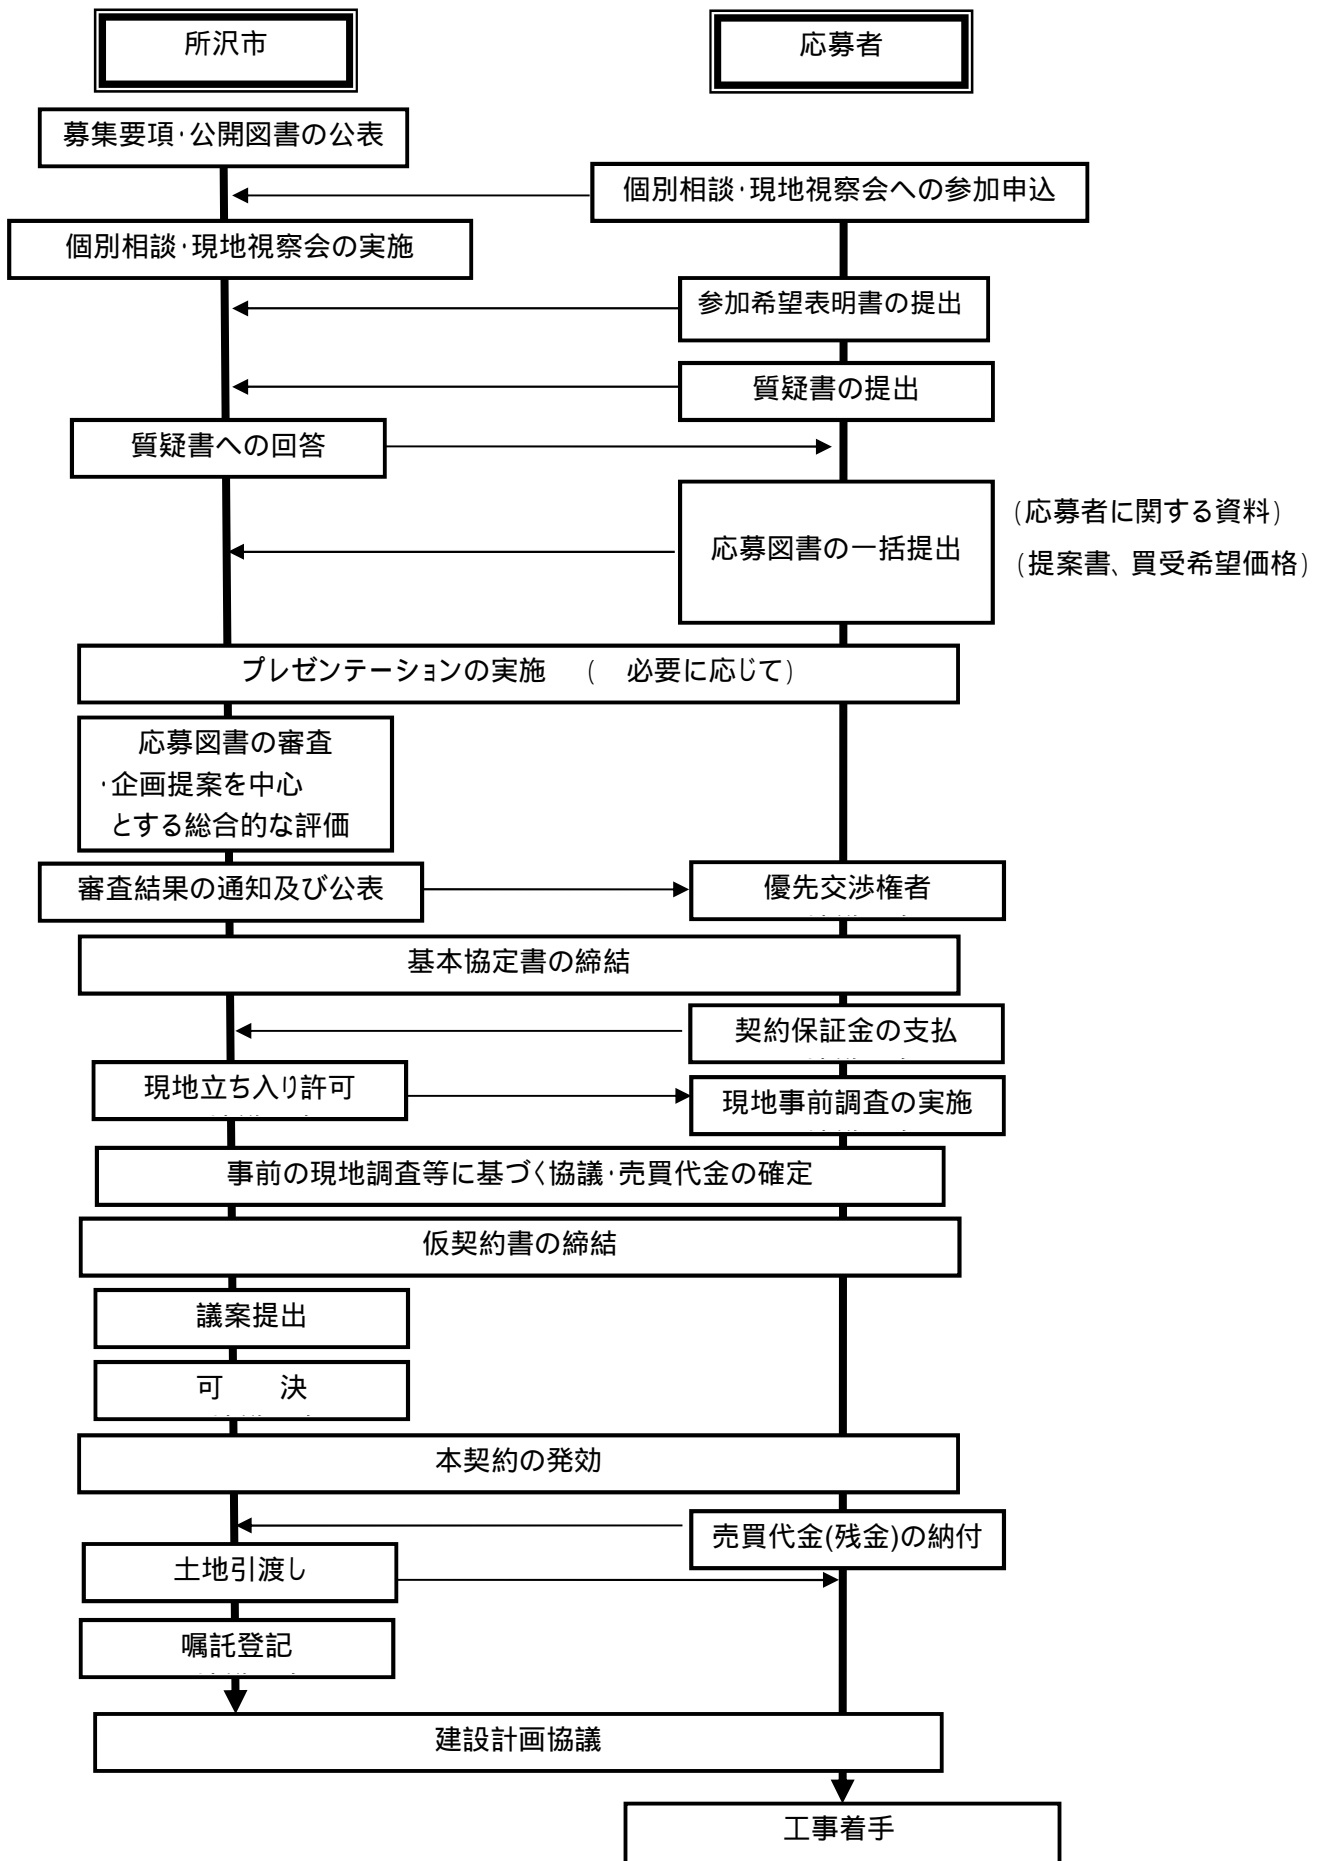 所沢市
応募者
募集要項・公開図書の公表
個別相談・現地視察会への参加申込
個別相談・現地視察会の実施
参加希望表明書の提出
質疑書の提出
質疑書への回答
応募図書の一括提出
(応募者に関する資料)
(提案書、買受希望価格)
プレゼンテーションの実施 ( 必要に応じて)
応募図書の審査
・企画提案を中心
とする総合的な評価
審査結果の通知及び公表
優先交渉権者
基本協定書の締結
契約保証金の支払
現地立ち入り許可
現地事前調査の実施
事前の現地調査等に基づく協議・売買代金の確定
仮契約書の締結
議案提出
可 決
本契約の発効
売買代金(残金)の納付
土地引渡し
嘱託登記
建設計画協議
工事着手